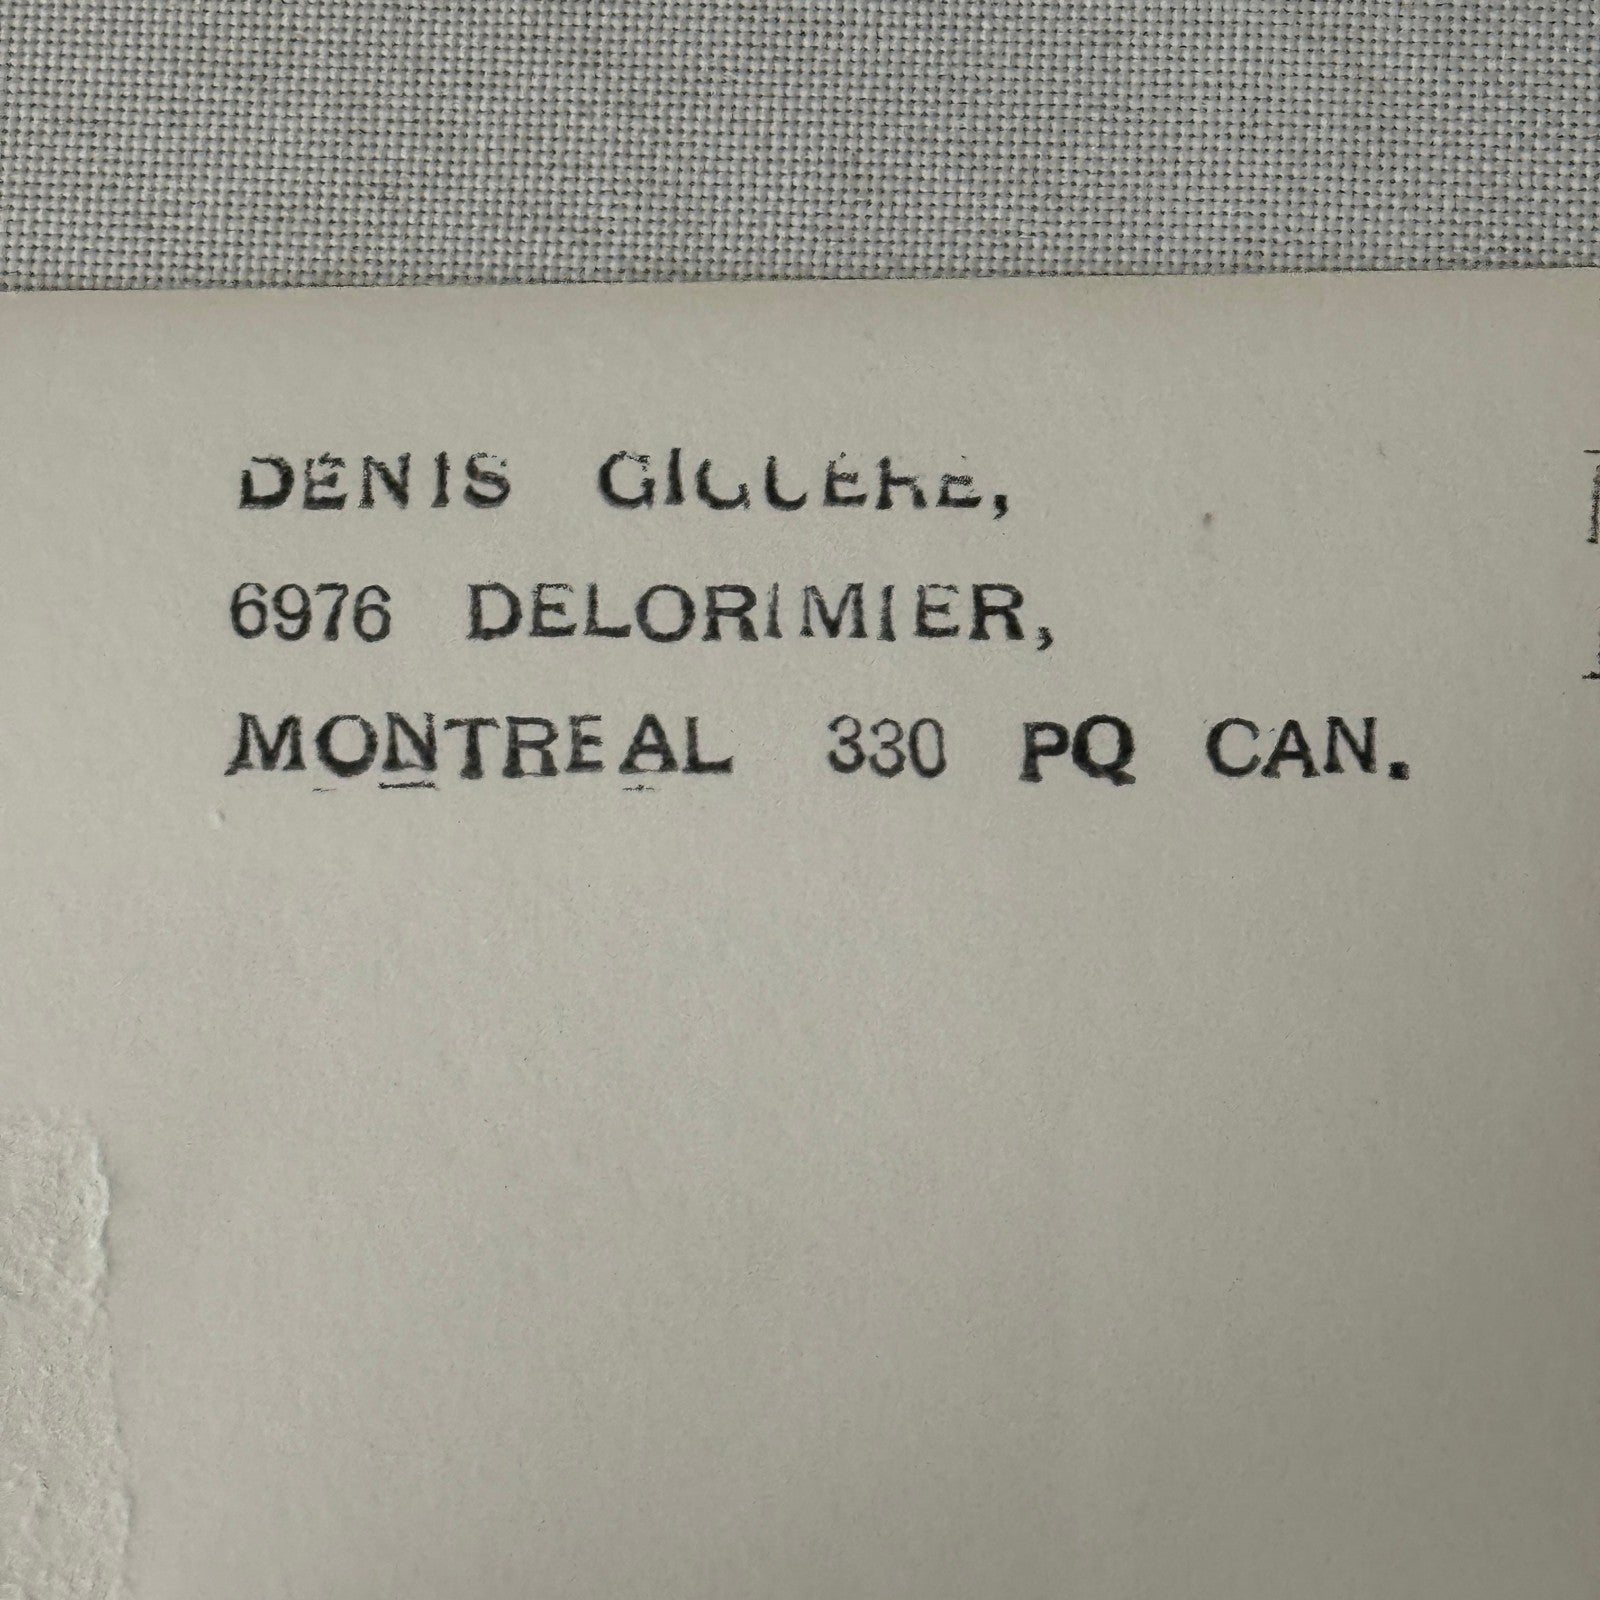 DENIS GIGUERE,
6976 DELORIMIER,
MONTREAL 330 PQ CAN.